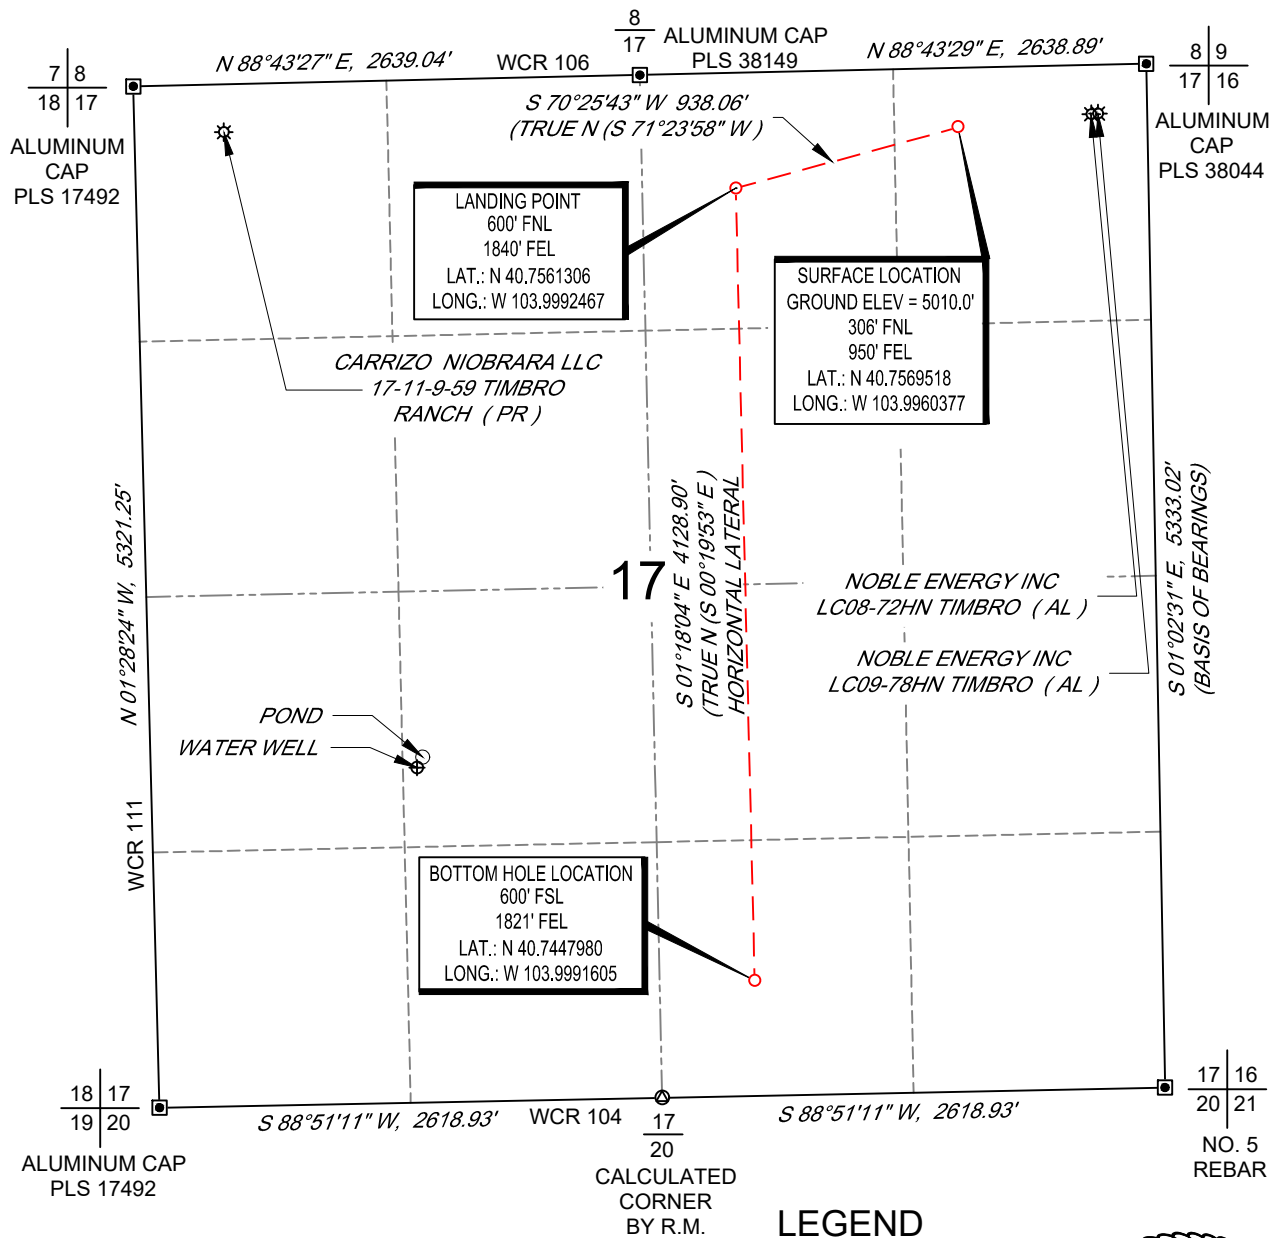 8
17
ALUMINUM CAP
PLS 38149
N 88°43'27" E, 2639.04'
WCR 106
N 88°43'29" E, 2638.89'
7 8
18 17
ALUMINUM
CAP
PLS 17492
8 9
17 16
ALUMINUM
CAP
PLS 38044
S 70°25'43" W 938.06'
(TRUE N (S 71°23'58" W )
LANDING POINT
600' FNL
1840' FEL
LAT.: N 40.7561306
LONG.: W 103.9992467
SURFACE LOCATION
GROUND ELEV = 5010.0'
306' FNL
950' FEL
LAT.: N 40.7569518
LONG.: W 103.9960377
CARRIZO NIOBRARA LLC
17-11-9-59 TIMBRO
RANCH ( PR )
N 01°28'24" W, 5321.25'
WCR 111
17
S 01°18'04" E 4128.90'
(TRUE N (S 00°19'53" E )
HORIZONTAL LATERAL
NOBLE ENERGY INC
LC08-72HN TIMBRO ( AL )
NOBLE ENERGY INC
LC09-78HN TIMBRO ( AL )
S 01°02'31" E, 5333.02'
(BASIS OF BEARINGS)
POND
WATER WELL
BOTTOM HOLE LOCATION
600' FSL
1821' FEL
LAT.: N 40.7447980
LONG.: W 103.9991605
18 17
19 20
ALUMINUM CAP
PLS 17492
S 88°51'11" W, 2618.93'
WCR 104
17
20
CALCULATED
CORNER
BY R.M.
S 88°51'11" W, 2618.93'
17 16
20 21
NO. 5
REBAR
LEGEND